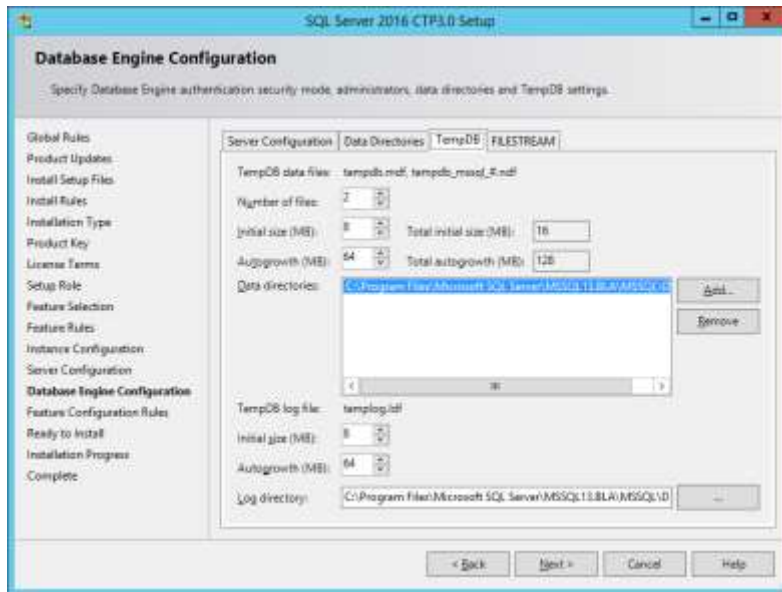 SQL Server 2016 CTP3.0 Setup
Database Engine Configuration
Specify Database Engine authentication security mode, administrators, data directories and TempDB settings.
Global Rules
Product Updates
Install Setup Files
Install Rules
Installation Type
Product Key
License Terms
Setup Role
Feature Selection
Feature Rules
Instance Configuration
Server Configuration
Database Engine Configuration
Feature Configuration Rules
Ready to Install
Installation Progress
Complete
Server Configuration Data Directories TempDB FILESTREAM
TempDB data files: tempdb.mdf, tempdb_mssql_#.ndf
Number of files: 2
Initial size (MB): 8 Total initial size (MB): 16
Autogrowth (MB): 64 Total autogrowth (MB): 128
Data directories: C:\Program Files\Microsoft SQL Server\MSSQL13.BLA\MSSQL\D Add...
Remove
TempDB log file: templog.ldf
Initial size (MB): 8
Autogrowth (MB): 64
Log directory: C:\Program Files\Microsoft SQL Server\MSSQL13.BLA\MSSQL\D ...
< Back Next > Cancel Help